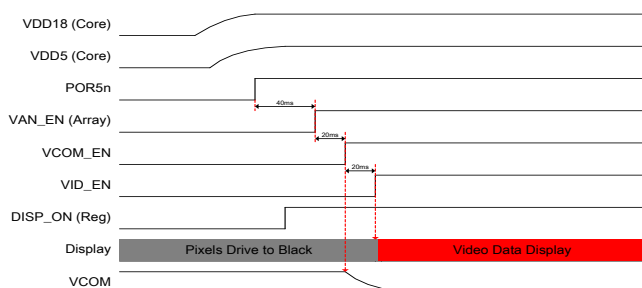 VDD18 (Core)
VDD5 (Core)
POR5n
40ms
VAN_EN (Array)
20ms
VCOM_EN
20ms
VID_EN
DISP_ON (Reg)
Display
Pixels Drive to Black
Video Data Display
VCOM